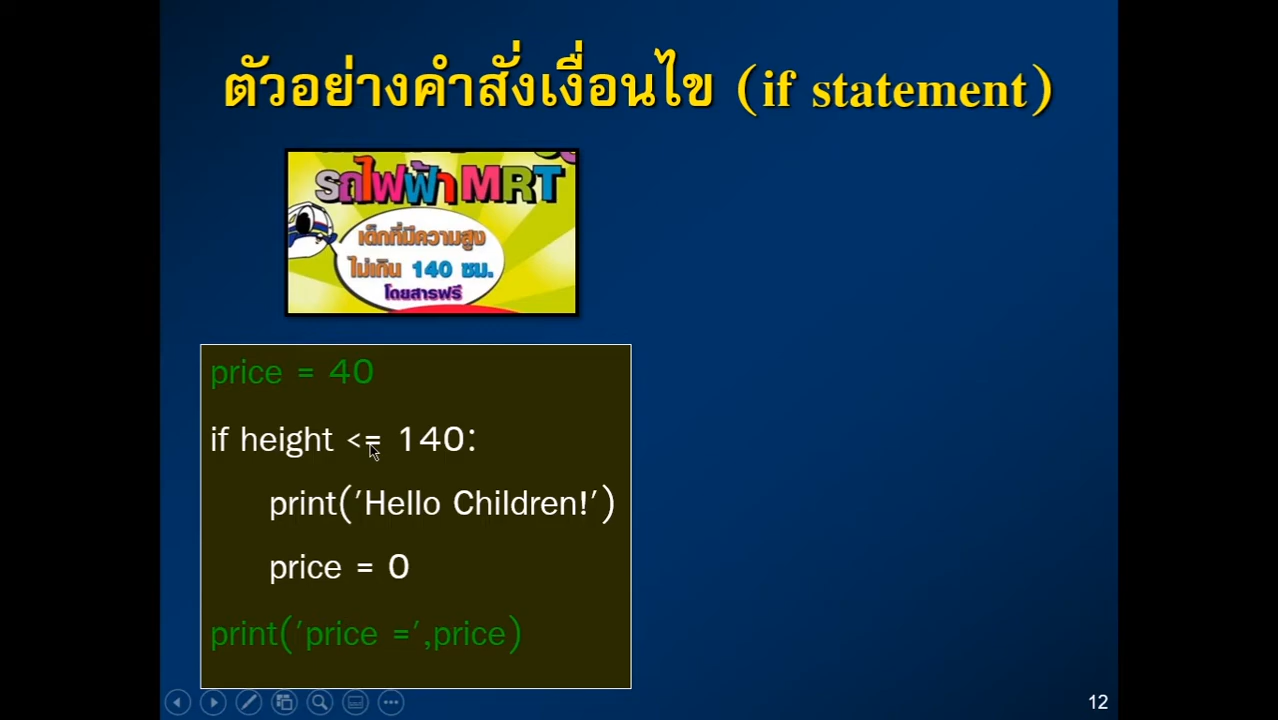 ตัวอย่างคำสั่งเงื่อนไข (if statement)
รถไฟฟ้า MRT
เด็กที่มีความสูง
ไม่เกิน 140 ซม.
โดยสารฟรี
price = 40
if height <= 140:
print('Hello Children!')
price = 0
print('price =',price)
12